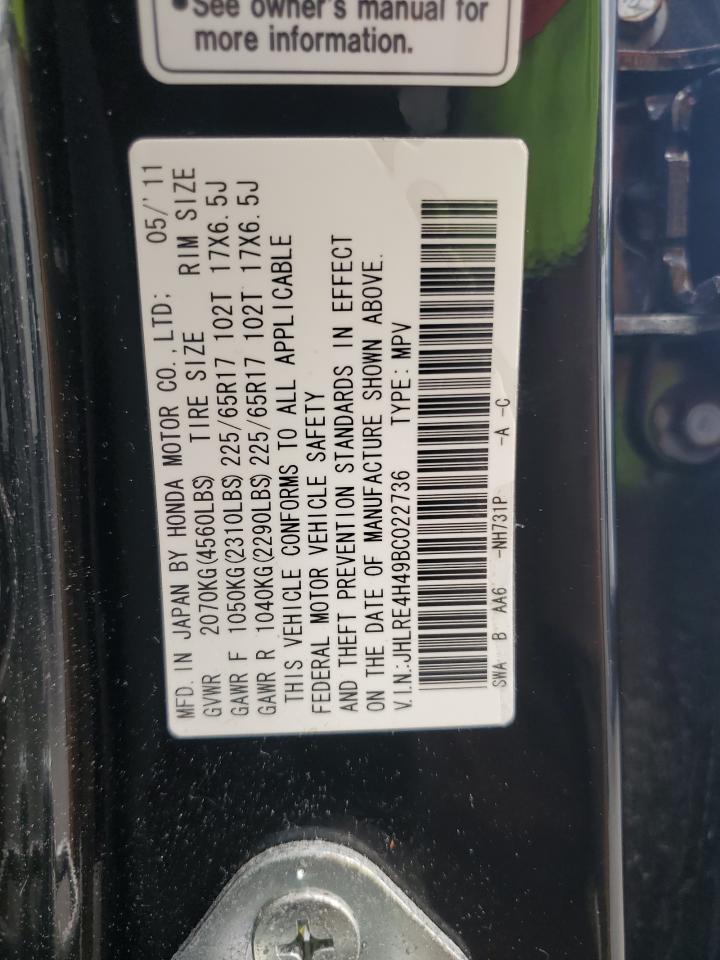 •See owner's manual for
more information.
MFD. IN JAPAN BY HONDA MOTOR CO.,LTD; 05/'11
GVWR 2070KG(4560LBS) TIRE SIZE RIM SIZE
GAWR F 1050KG(2310LBS) 225/65R17 102T 17X6.5J
GAWR R 1040KG(2290LBS) 225/65R17 102T 17X6.5J
THIS VEHICLE CONFORMS TO ALL APPLICABLE
FEDERAL MOTOR VEHICLE SAFETY
AND THEFT PREVENTION STANDARDS IN EFFECT
ON THE DATE OF MANUFACTURE SHOWN ABOVE.
V.I.N.:JHLRE4H49BC022736 TYPE:MPV
SWA B AA6 -NH731P -A -C